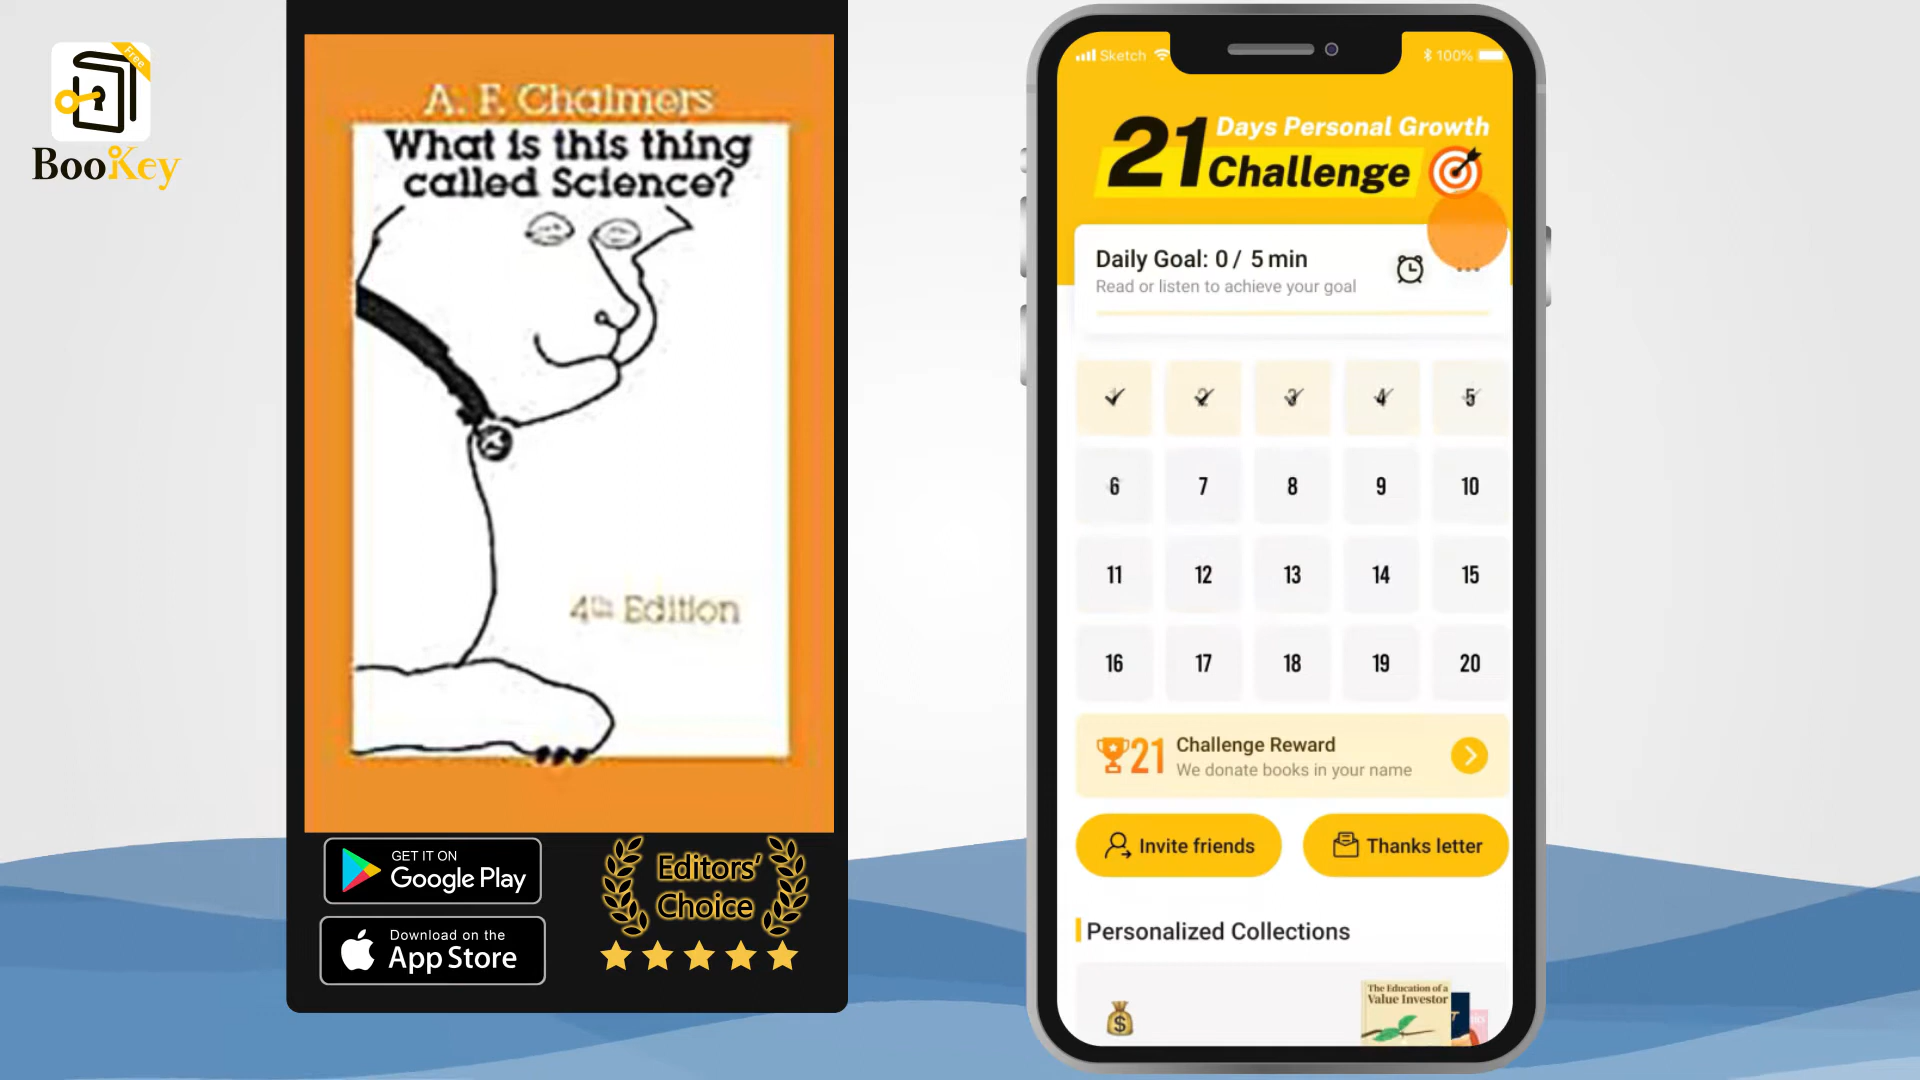 Free
BooKey
A. F. Chalmers
What is this thing
called Science?
4th Edition
GET IT ON
Google Play
Download on the
App Store
Editors'
Choice
Sketch
100%
21 Days Personal Growth
Challenge
Daily Goal: 0 / 5 min
Read or listen to achieve your goal
1 2 3 4 5
6 7 8 9 10
11 12 13 14 15
16 17 18 19 20
21
Challenge Reward
We donate books in your name
Invite friends
Thanks letter
Personalized Collections
$
The Education of a
Value Investor